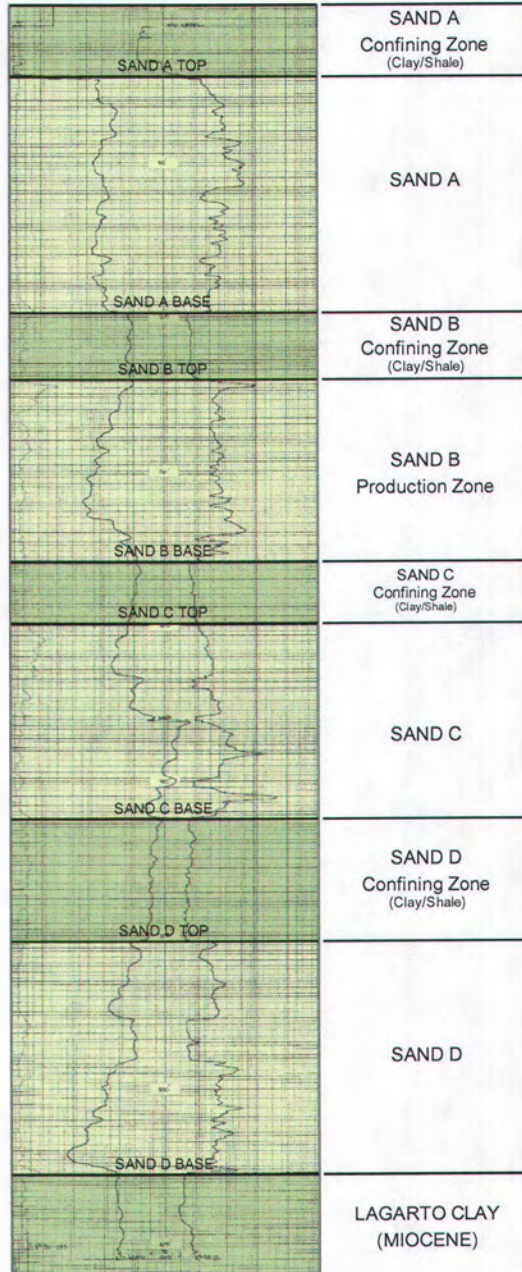 SAND A
Confining Zone
(Clay/Shale)
SAND A TOP
SAND A
SAND A BASE
SAND B
Confining Zone
(Clay/Shale)
SAND B TOP
SAND B
Production Zone
SAND B BASE
SAND C
Confining Zone
(Clay/Shale)
SAND C TOP
SAND C
SAND C BASE
SAND D
Confining Zone
(Clay/Shale)
SAND D TOP
SAND D
SAND D BASE
LAGARTO CLAY
(MIOCENE)